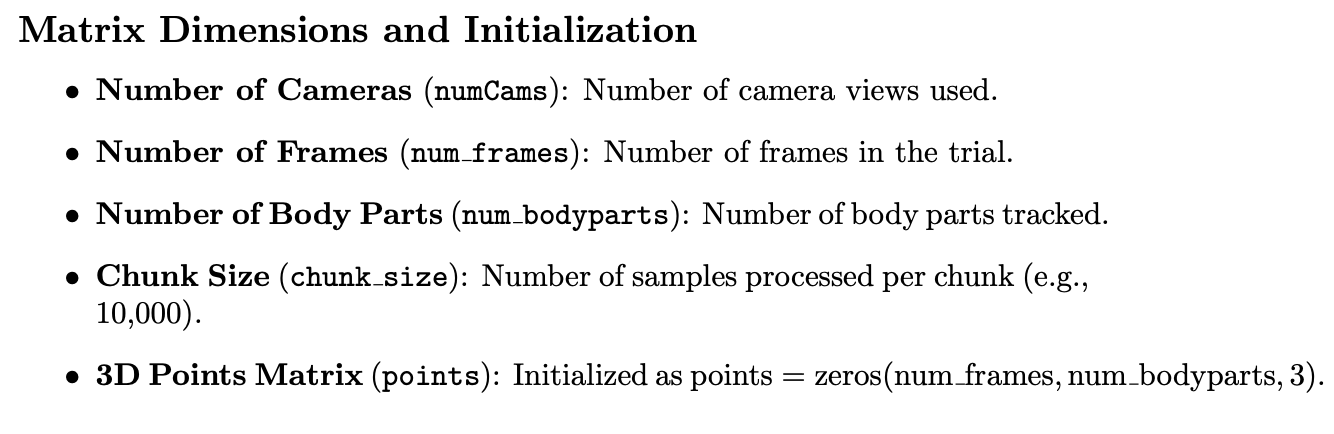 Matrix Dimensions and Initialization
• Number of Cameras (numCams): Number of camera views used.
• Number of Frames (num_frames): Number of frames in the trial.
• Number of Body Parts (num_bodyparts): Number of body parts tracked.
• Chunk Size (chunk_size): Number of samples processed per chunk (e.g.,
10,000).
• 3D Points Matrix (points): Initialized as points = zeros(num_frames, num_bodyparts, 3).